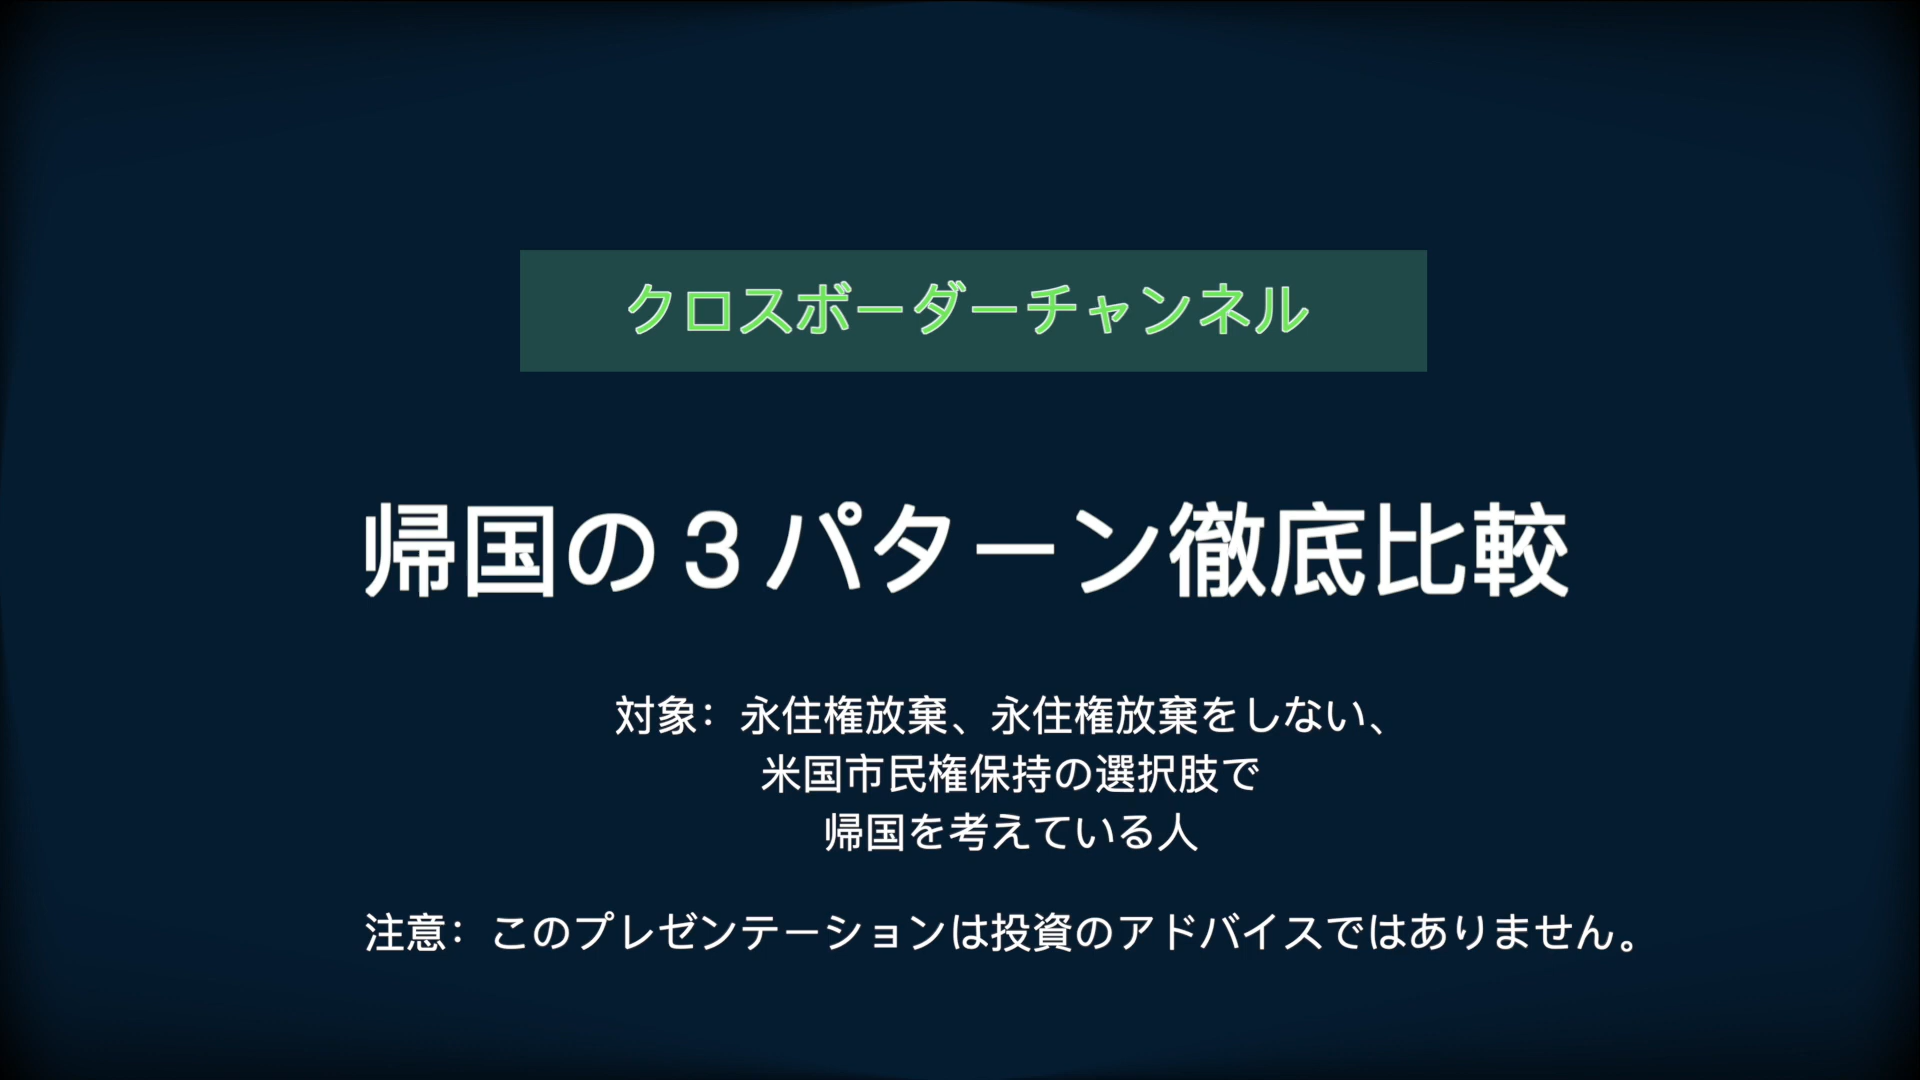 クロスボーダーチャンネル
帰国の３パターン徹底比較
対象：永住権放棄、永住権放棄をしない、
米国市民権保持の選択肢で
帰国を考えている人
注意：このプレゼンテーションは投資のアドバイスではありません。